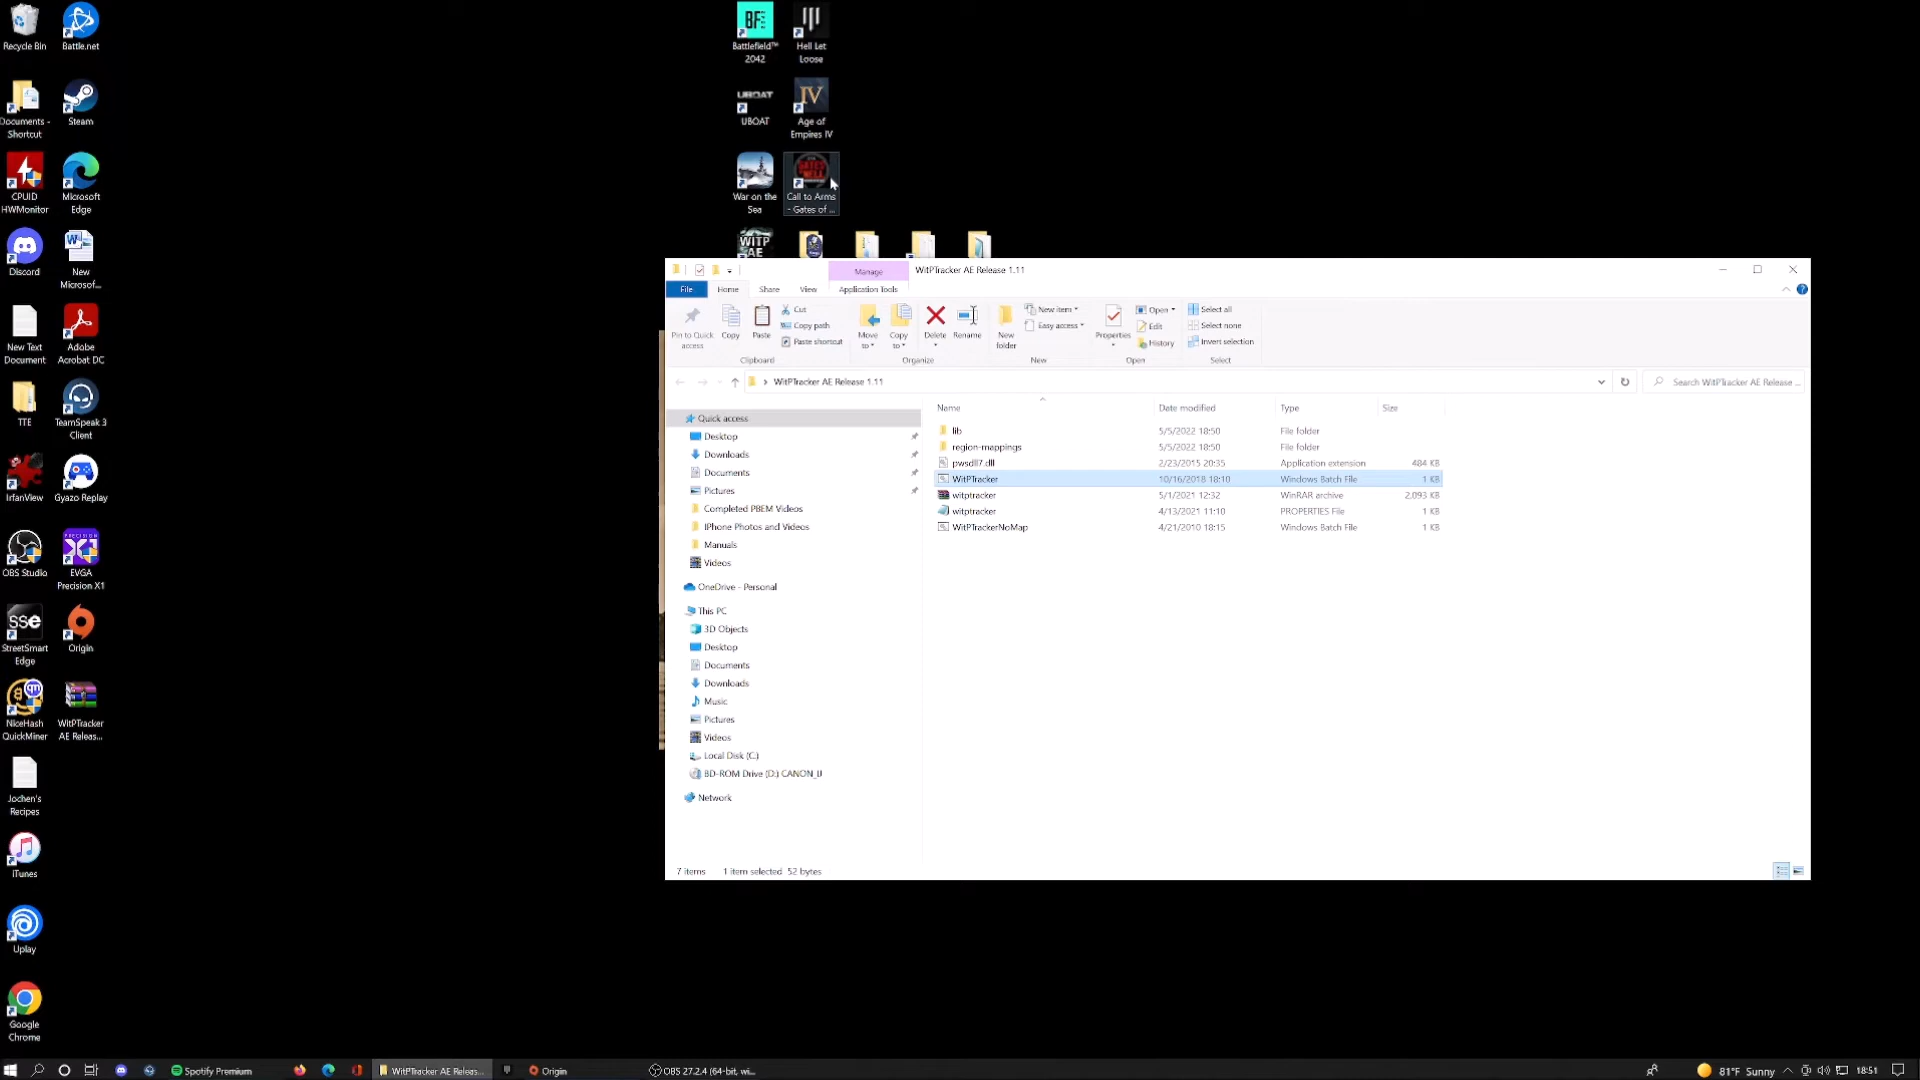 Recycle Bin
Battle.net
Documents -
Shortcut
Steam
CPUID
HWMonitor
Microsoft
Edge
Discord
New
Microsof...
New Text
Document
Adobe
Acrobat DC
TTE
TeamSpeak 3
Client
IrfanView
Gyazo Replay
OBS Studio
PRECISION
X1
EVGA
Precision X1
sse
StreetSmart
Edge
Origin
NiceHash
QuickMiner
WitPTracker
AE Releas...
Jochen's
Recipes
iTunes
Uplay
Google
Chrome
BF
Battlefield™
2042
Hell Let
Loose
UBOAT
UBOAT
IV
Age of
Empires IV
War on the
Sea
Call to Arms
- Gates of ...
WITP
AE
Manage
WitPTracker AE Release 1.11
File
Home
Share
View
Application Tools
Pin to Quick
access
Copy
Paste
Cut
Copy path
Paste shortcut
Clipboard
Move
to
Copy
to
Delete
Rename
Organize
New
folder
New item
Easy access
New
Properties
Open
Edit
History
Open
Select all
Select none
Invert selection
Select
WitPTracker AE Release 1.11
Search WitPTracker AE Release ...
Quick access
Desktop
Downloads
Documents
Pictures
Completed PBEM Videos
IPhone Photos and Videos
Manuals
Videos
OneDrive - Personal
This PC
3D Objects
Desktop
Documents
Downloads
Music
Pictures
Videos
Local Disk (C:)
BD-ROM Drive (D:) CANON_IJ
Network
Name Date modified Type Size
lib 5/5/2022 18:50 File folder
region-mappings 5/5/2022 18:50 File folder
pwsdll7.dll 2/23/2015 20:35 Application extension 484 KB
WitPTracker 10/16/2018 18:10 Windows Batch File 1 KB
witptracker 5/1/2021 12:32 WinRAR archive 2,093 KB
witptracker 4/13/2021 11:10 PROPERTIES File 1 KB
WitPTrackerNoMap 4/21/2010 18:15 Windows Batch File 1 KB
7 items 1 item selected 52 bytes
Spotify Premium
WitPTracker AE Releas...
Origin
OBS 27.2.4 (64-bit, wi...
81°F Sunny
18:51